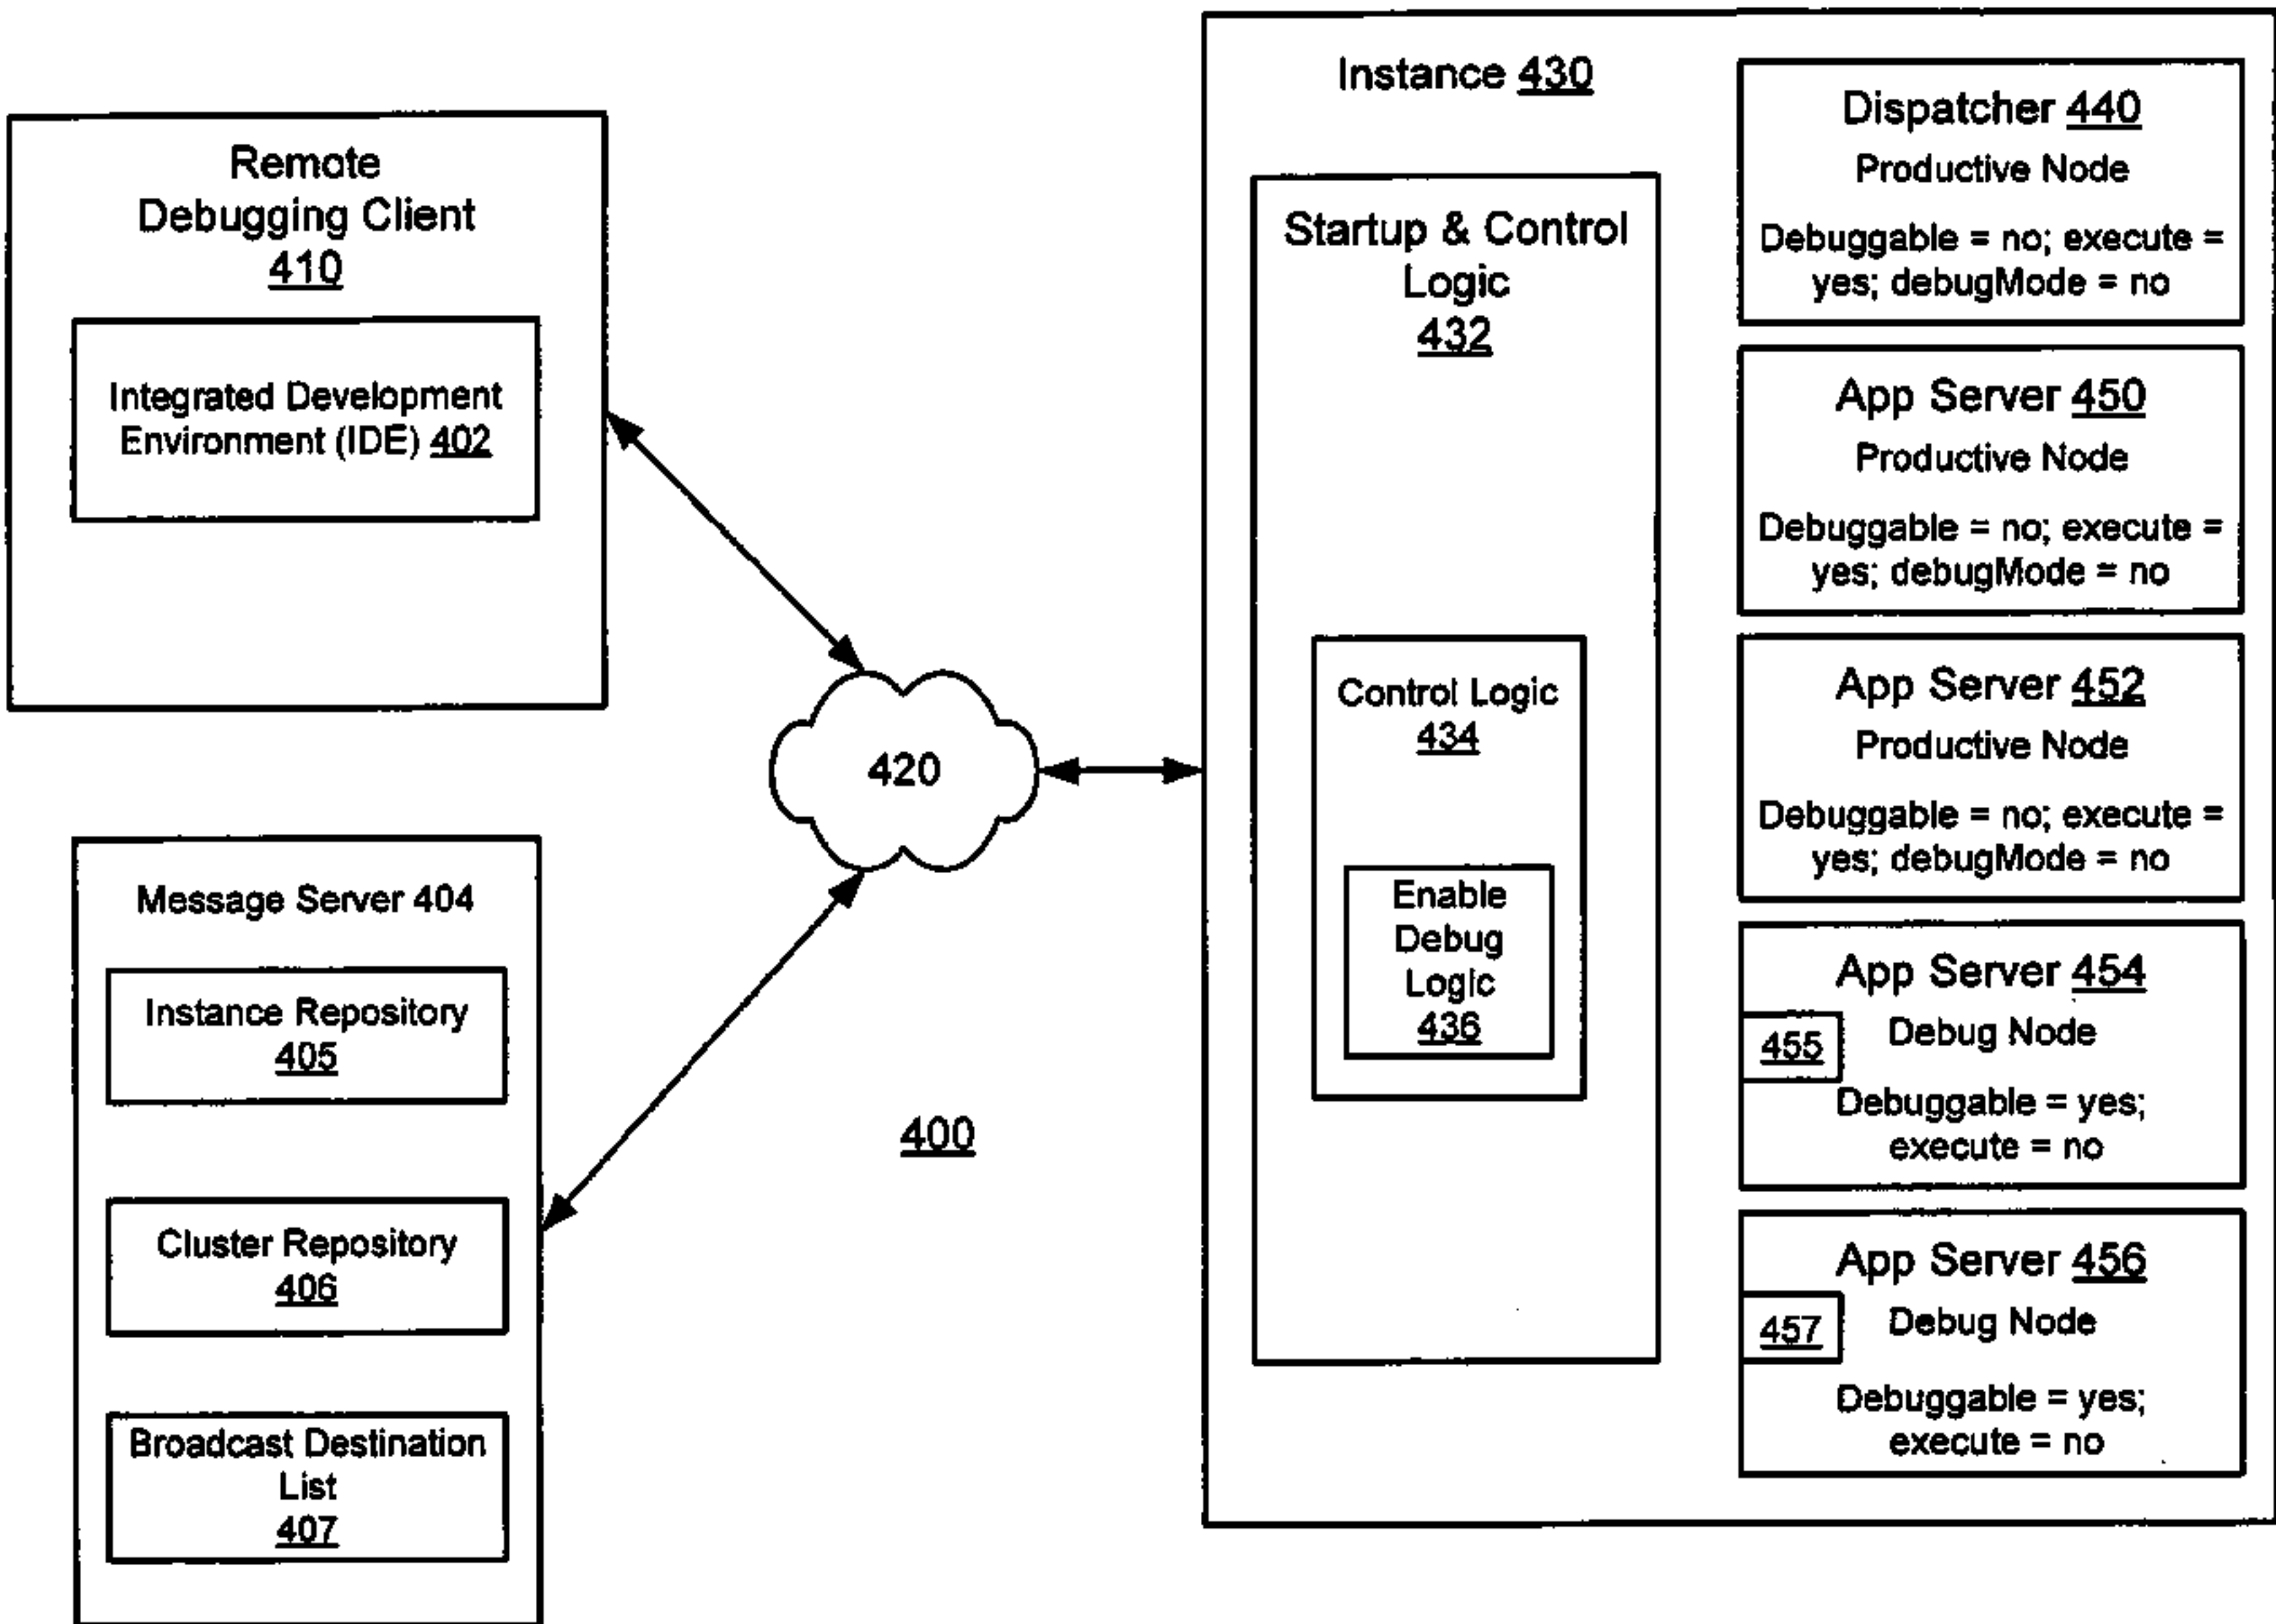 Remote
Debugging Client
410
Integrated Development
Environment (IDE) 402
Message Server 404
Instance Repository
405
Cluster Repository
406
Broadcast Destination
List
407
420
400
Instance 430
Startup & Control
Logic
432
Control Logic
434
Enable
Debug
Logic
436
Dispatcher 440
Productive Node
Debuggable = no; execute =
yes; debugMode = no
App Server 450
Productive Node
Debuggable = no; execute =
yes; debugMode = no
App Server 452
Productive Node
Debuggable = no; execute =
yes; debugMode = no
App Server 454
Debug Node
455
Debuggable = yes;
execute = no
App Server 456
Debug Node
457
Debuggable = yes;
execute = no